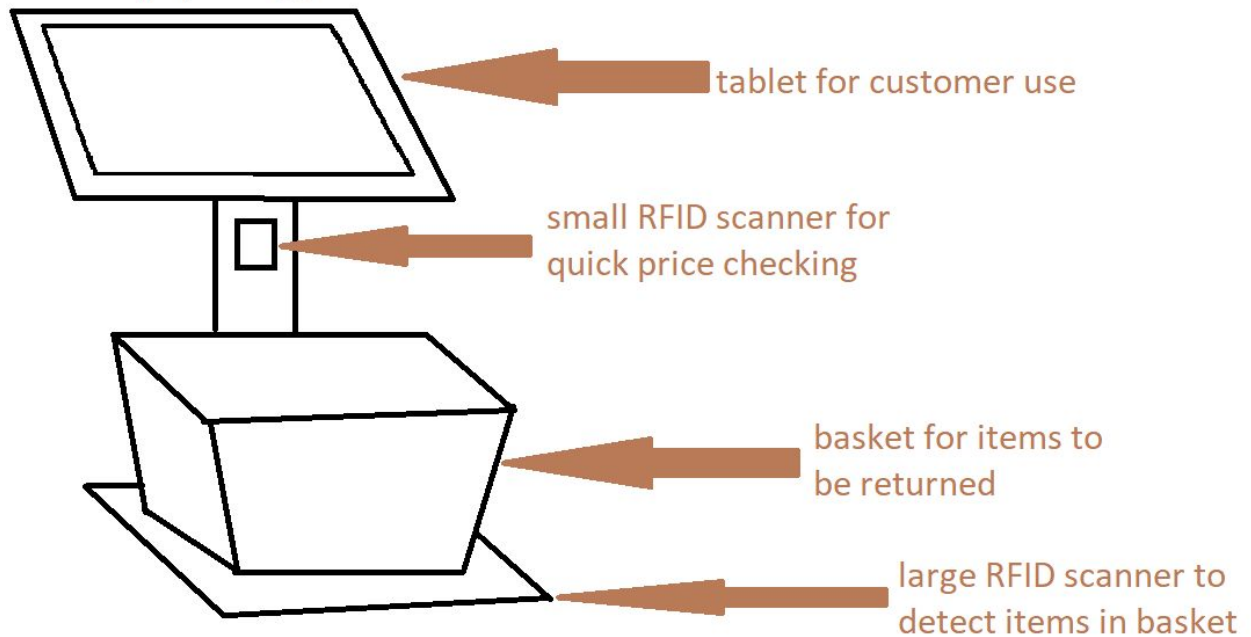 tablet for customer use
small RFID scanner for
quick price checking
basket for items to
be returned
large RFID scanner to
detect items in basket